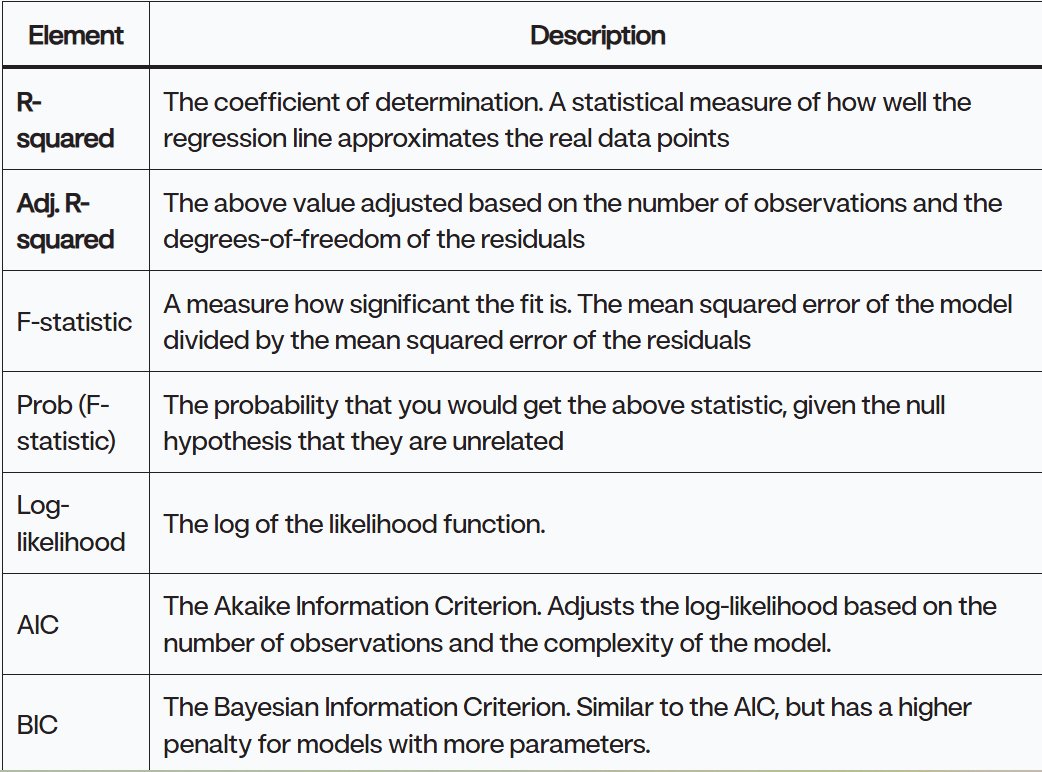 Element
Description
R-
squared
The coefficient of determination. A statistical measure of how well the
regression line approximates the real data points
Adj. R-
squared
The above value adjusted based on the number of observations and the
degrees-of-freedom of the residuals
F-statistic
A measure how significant the fit is. The mean squared error of the model
divided by the mean squared error of the residuals
Prob (F-
statistic)
The probability that you would get the above statistic, given the null
hypothesis that they are unrelated
Log-
likelihood
The log of the likelihood function.
AIC
The Akaike Information Criterion. Adjusts the log-likelihood based on the
number of observations and the complexity of the model.
BIC
The Bayesian Information Criterion. Similar to the AIC, but has a higher
penalty for models with more parameters.